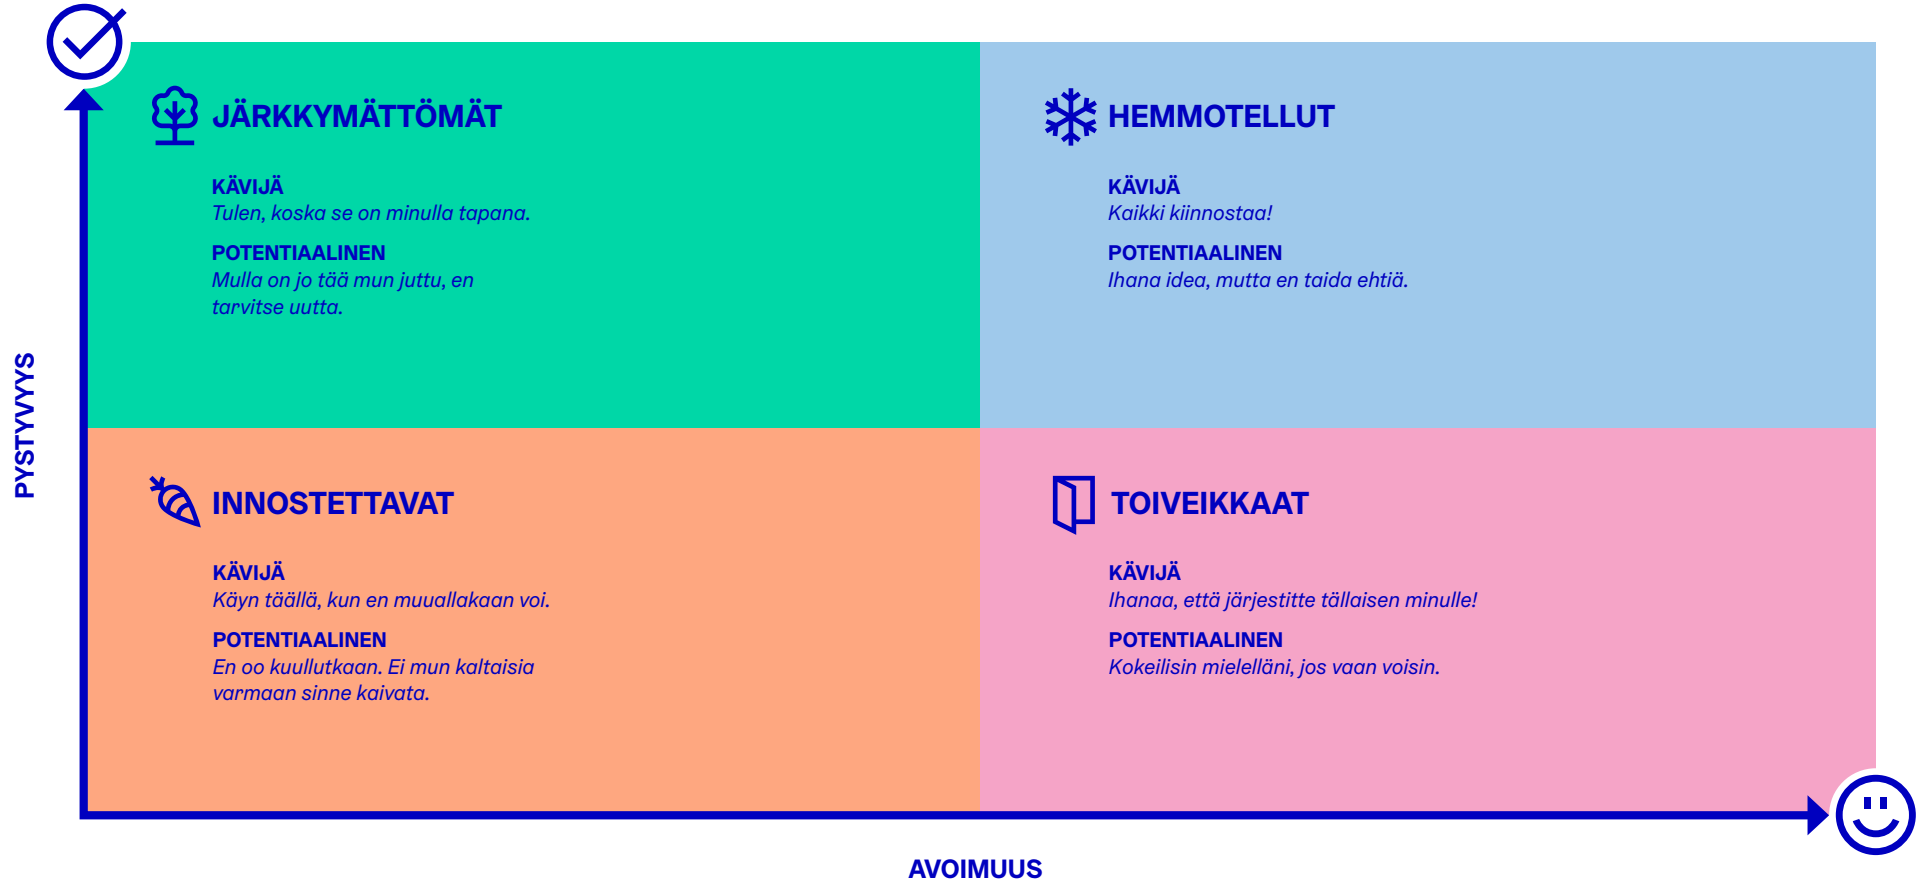 JÄRKKYMÄTTÖMÄT
KÄVIJÄ
Tulen, koska se on minulla tapana.
POTENTIAALINEN
Mulla on jo tää mun juttu, en
tarvitse uutta.
HEMMOTELLUT
KÄVIJÄ
Kaikki kiinnostaa!
POTENTIAALINEN
Ihana idea, mutta en taida ehtiä.
PYSTYVYYS
INNOSTETTAVAT
KÄVIJÄ
Käyn täällä, kun en muuallakaan voi.
POTENTIAALINEN
En oo kuullutkaan. Ei mun kaltaisia
varmaan sinne kaivata.
TOIVEIKKAAT
KÄVIJÄ
Ihanaa, että järjestitte tällaisen minulle!
POTENTIAALINEN
Kokeilisin mielelläni, jos vaan voisin.
AVOIMUUS